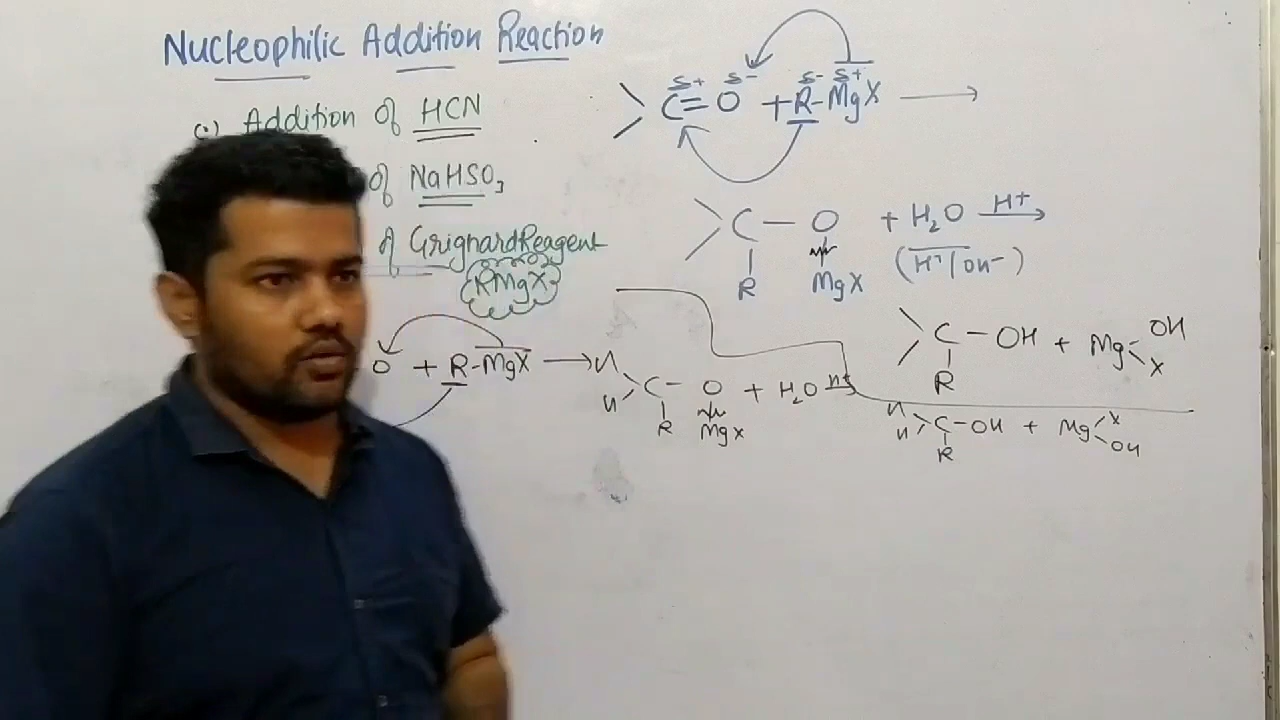 Nucleophilic Addition Reaction
(i) Addition of HCN
of NaHSO₃
of Grignard Reagent
RMgX
>C=O + R-MgX →
δ+ δ- δ- δ+
>C — O + H₂O H⁺→
R MgX (H⁺/OH⁻)
>C — OH + Mg OH
R X
O + R-MgX → H
H >C - O + H₂O H⁺→
R MgX
H
H >C-OH + Mg X
R OH